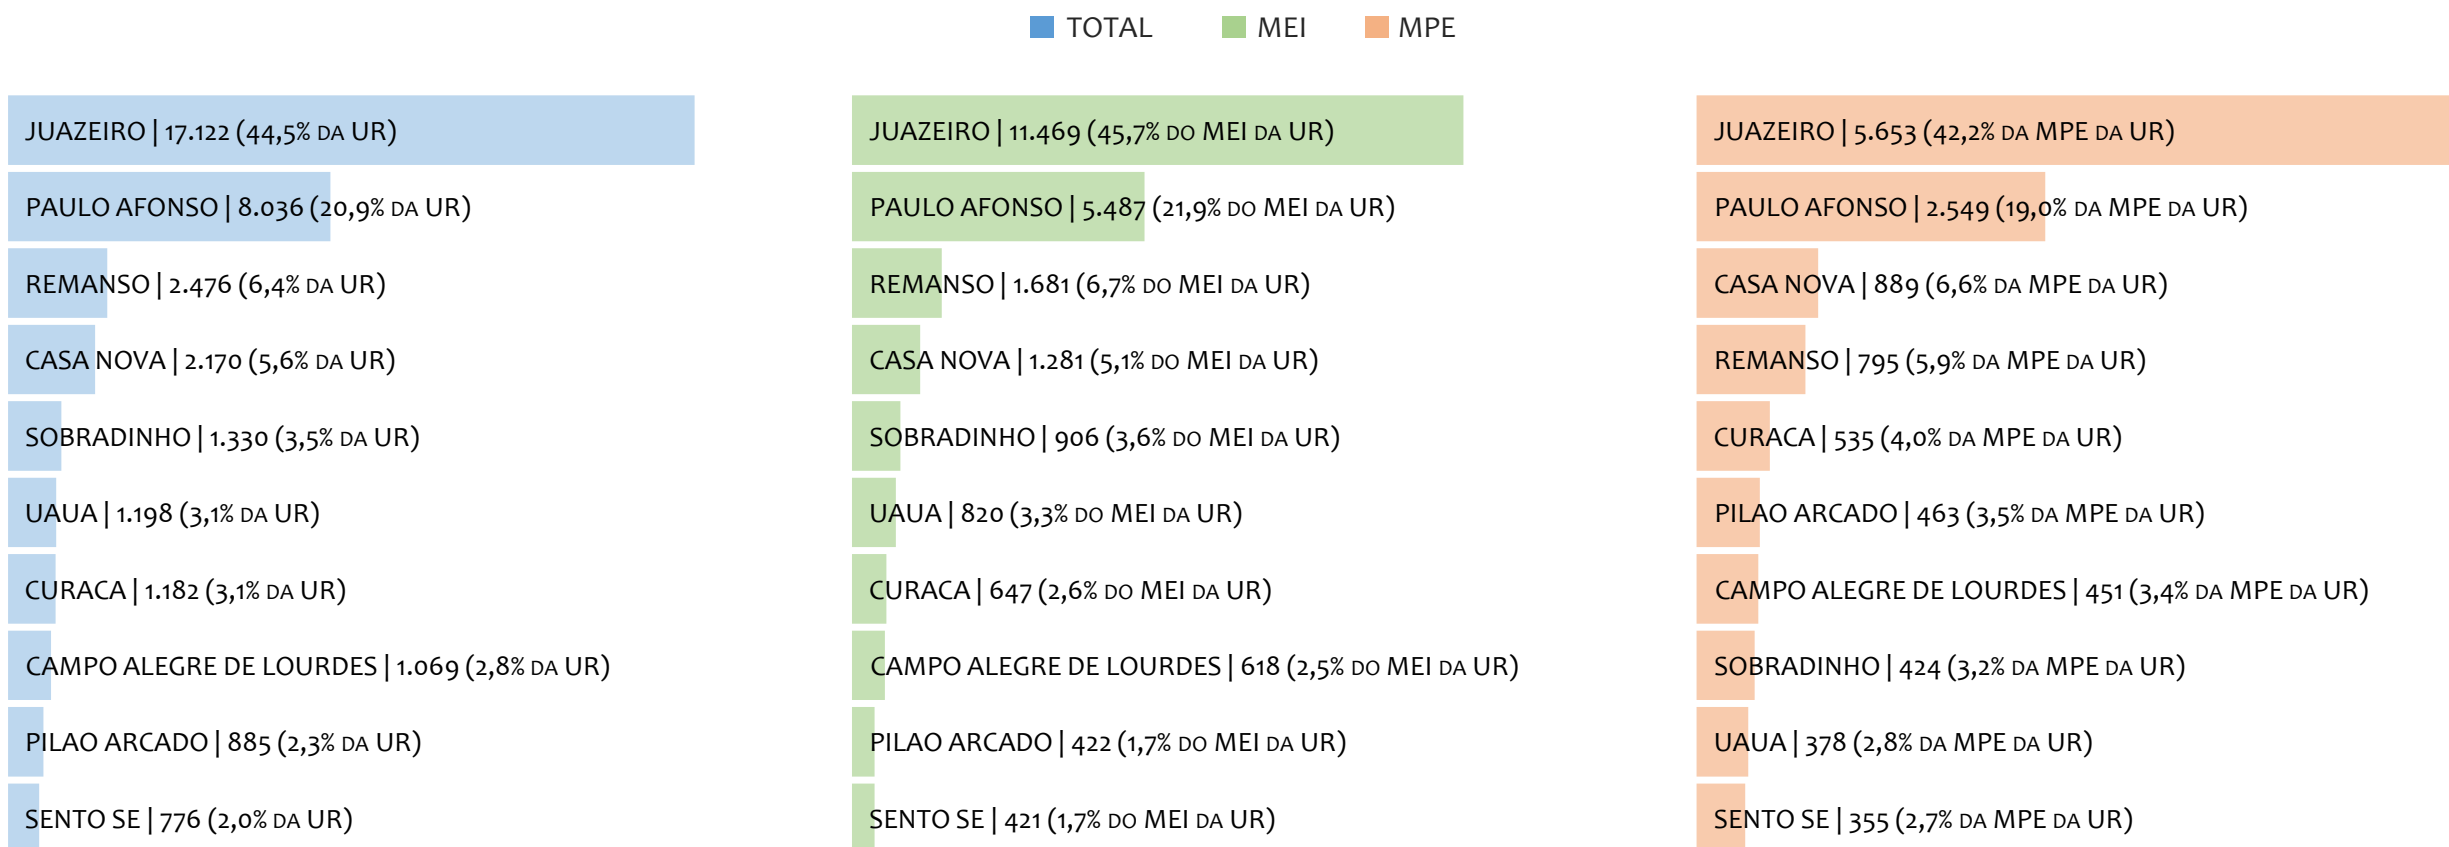 TOTAL MEI MPE
JUAZEIRO | 17.122 (44,5% DA UR)
PAULO AFONSO | 8.036 (20,9% DA UR)
REMANSO | 2.476 (6,4% DA UR)
CASA NOVA | 2.170 (5,6% DA UR)
SOBRADINHO | 1.330 (3,5% DA UR)
UAUA | 1.198 (3,1% DA UR)
CURACA | 1.182 (3,1% DA UR)
CAMPO ALEGRE DE LOURDES | 1.069 (2,8% DA UR)
PILAO ARCADO | 885 (2,3% DA UR)
SENTO SE | 776 (2,0% DA UR)
JUAZEIRO | 11.469 (45,7% DO MEI DA UR)
PAULO AFONSO | 5.487 (21,9% DO MEI DA UR)
REMANSO | 1.681 (6,7% DO MEI DA UR)
CASA NOVA | 1.281 (5,1% DO MEI DA UR)
SOBRADINHO | 906 (3,6% DO MEI DA UR)
UAUA | 820 (3,3% DO MEI DA UR)
CURACA | 647 (2,6% DO MEI DA UR)
CAMPO ALEGRE DE LOURDES | 618 (2,5% DO MEI DA UR)
PILAO ARCADO | 422 (1,7% DO MEI DA UR)
SENTO SE | 421 (1,7% DO MEI DA UR)
JUAZEIRO | 5.653 (42,2% DA MPE DA UR)
PAULO AFONSO | 2.549 (19,0% DA MPE DA UR)
CASA NOVA | 889 (6,6% DA MPE DA UR)
REMANSO | 795 (5,9% DA MPE DA UR)
CURACA | 535 (4,0% DA MPE DA UR)
PILAO ARCADO | 463 (3,5% DA MPE DA UR)
CAMPO ALEGRE DE LOURDES | 451 (3,4% DA MPE DA UR)
SOBRADINHO | 424 (3,2% DA MPE DA UR)
UAUA | 378 (2,8% DA MPE DA UR)
SENTO SE | 355 (2,7% DA MPE DA UR)